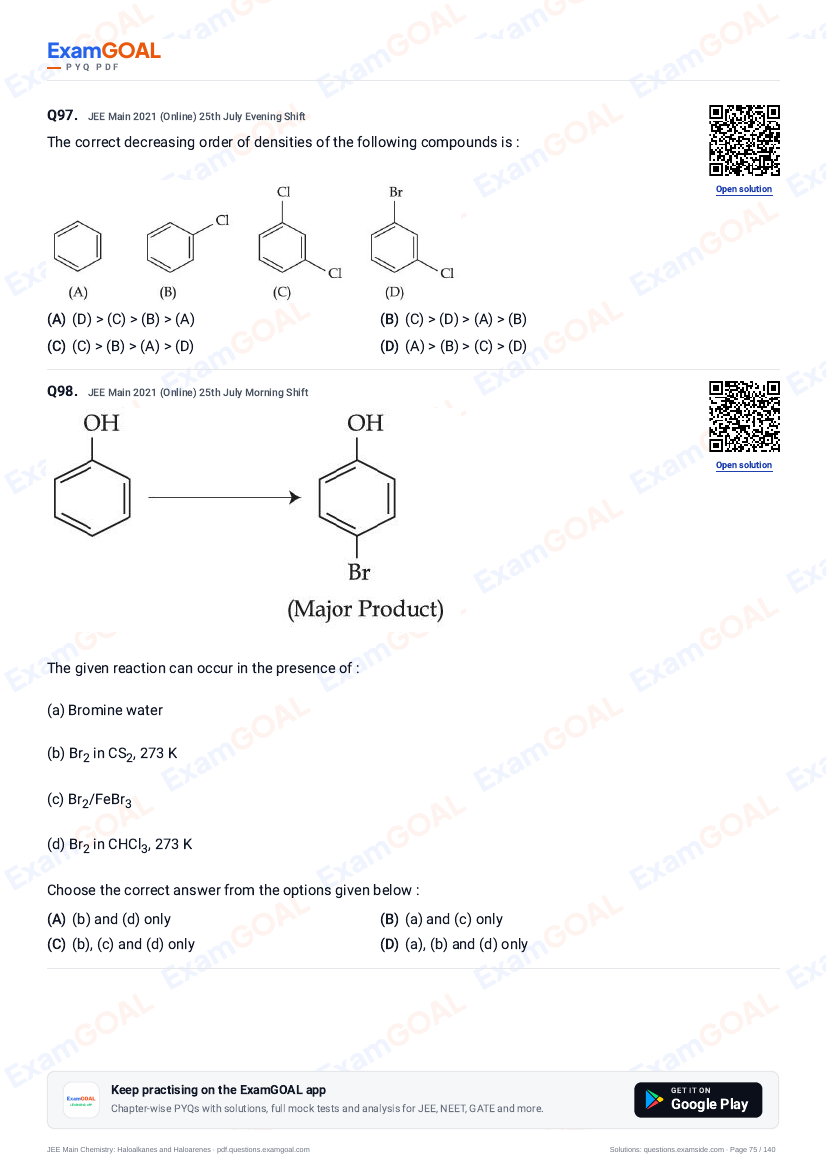 ExamGOAL
PYQ PDF
Q97. JEE Main 2021 (Online) 25th July Evening Shift
The correct decreasing order of densities of the following compounds is :
Open solution
Cl Br
Cl
Cl Cl
(A) (B) (C) (D)
(A) (D) > (C) > (B) > (A) (B) (C) > (D) > (A) > (B)
(C) (C) > (B) > (A) > (D) (D) (A) > (B) > (C) > (D)
Q98. JEE Main 2021 (Online) 25th July Morning Shift
OH OH
Open solution
Br
(Major Product)
The given reaction can occur in the presence of :
(a) Bromine water
(b) Br2 in CS2, 273 K
(c) Br2/FeBr3
(d) Br2 in CHCl3, 273 K
Choose the correct answer from the options given below :
(A) (b) and (d) only (B) (a) and (c) only
(C) (b), (c) and (d) only (D) (a), (b) and (d) only
Keep practising on the ExamGOAL app
Chapter-wise PYQs with solutions, full mock tests and analysis for JEE, NEET, GATE and more.
GET IT ON
Google Play
JEE Main Chemistry: Haloalkanes and Haloarenes · pdf.questions.examgoal.com Solutions: questions.examside.com · Page 75 / 140